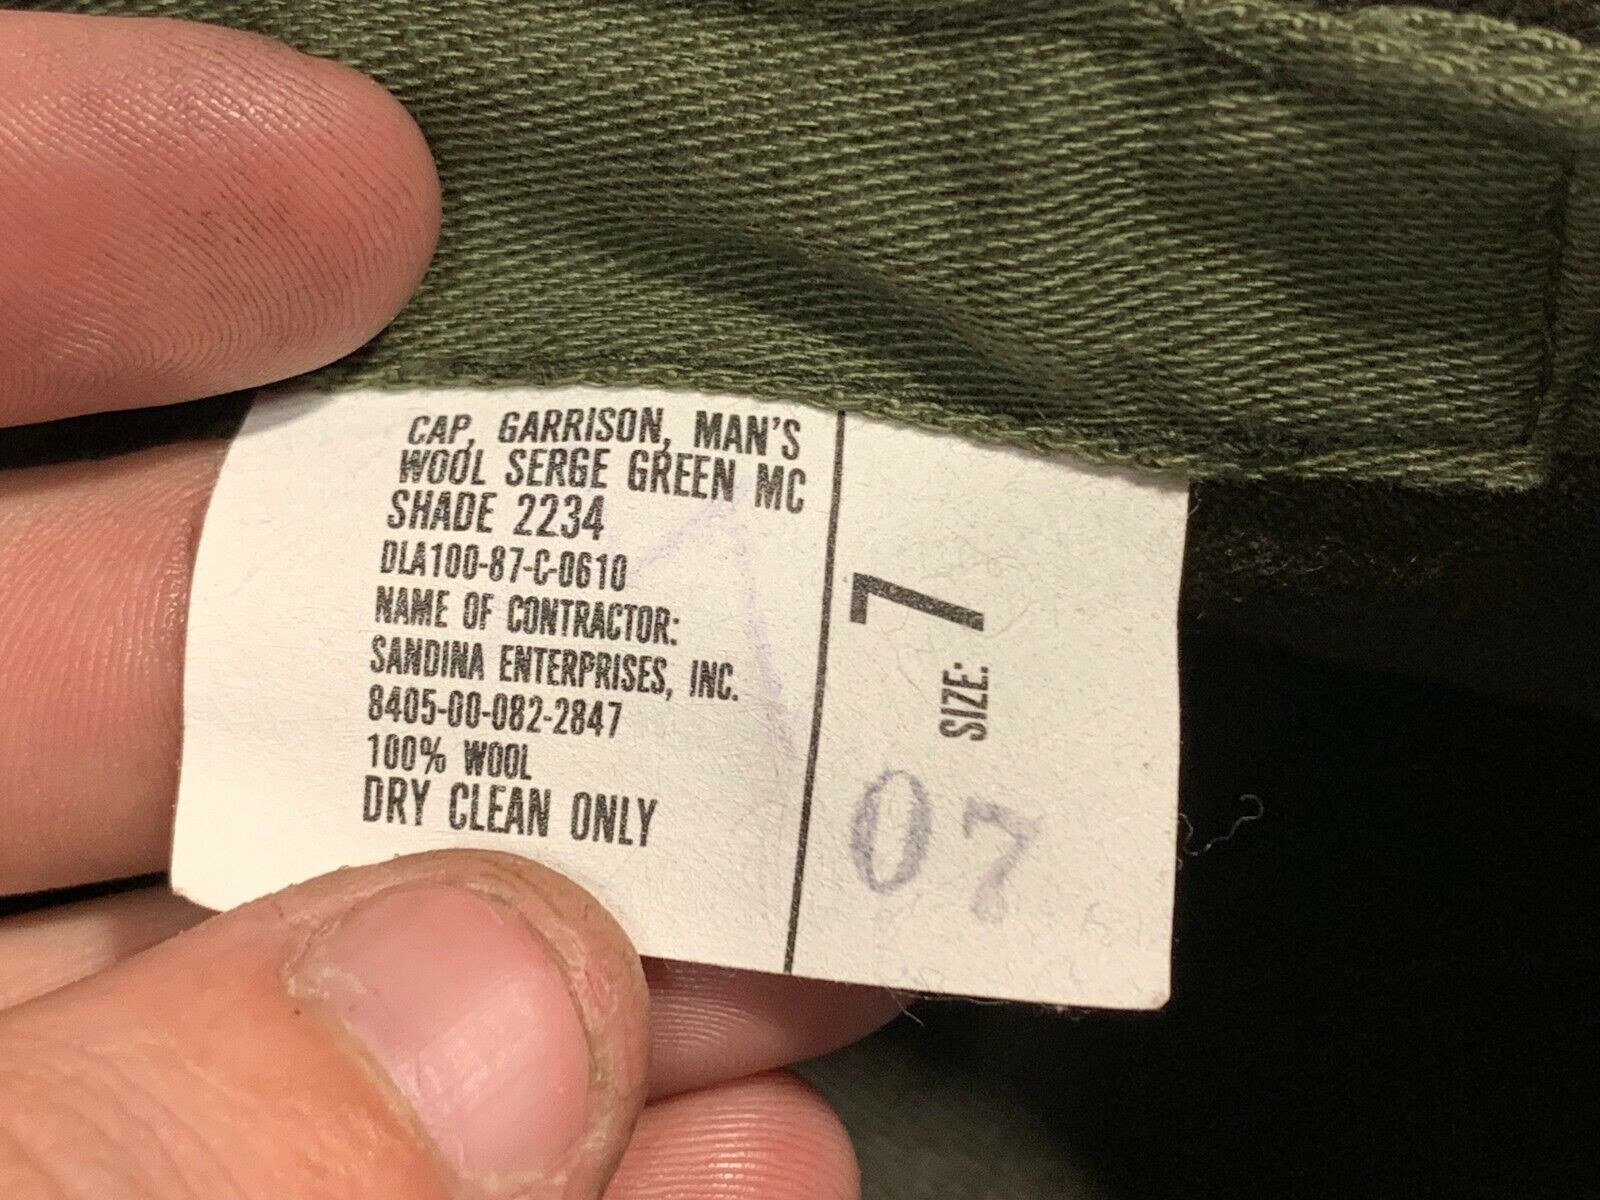 CAP, GARRISON, MAN'S
WOOL SERGE GREEN MC
SHADE 2234
DLA100-87-C-0610
NAME OF CONTRACTOR:
SANDINA ENTERPRISES, INC.
8405-00-082-2847
100% WOOL
DRY CLEAN ONLY
SIZE: 7
07